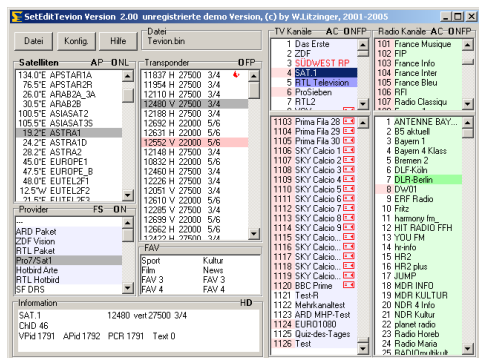 SetEditTevion Version 2.00 unregistrierte demo Version, (c) by W.Litzinger, 2001-2005
Datei
Konfig.
Hilfe
Datei
Tevion.bin
Satelliten AP ONL
134.0°E APSTAR1A
76.5°E APSTAR2R
26.0°E ARABS2A_3A
30.5°E ARAB2B
100.5°E ASIASAT2
105.5°E ASIASAT3S
19.2°E ASTRA1
24.2°E ASTRA1D
28.2°E ASTRA2
45.0°E EUROPE1
47.5°E EUROPE_B
48.0°E EUTEL2F1
12.5°W EUTEL2F2
21.5°E EUTEL2F3
Transponder OFP
11837 H 27500 3/4
11954 H 27500 3/4
12110 H 27500 3/4
12480 V 27500 3/4
12188 H 27500 3/4
12692 H 22000 5/6
12631 H 22000 5/6
12552 V 22000 5/6
12148 H 27500 3/4
10832 H 22000 5/6
12460 H 27500 3/4
12226 H 27500 3/4
12051 V 27500 3/4
12610 V 22000 5/6
12285 V 27500 3/4
12699 V 22000 5/6
12662 H 22000 5/6
12422 H 27500 3/4
Provider FS ON
---
ARD Paket
ZDF Vision
RTL Paket
Pro7/Sat1
Hotbird Arte
RTL Hotbird
SF DRS
FAV
Sport Kultur
Film News
FAV 3 FAV 3
FAV 4 FAV 4
Information HD
SAT.1 12480 vert 27500 3/4
CHD 46
VPid 1791 APid 1792 PCR 1791 Text 0
TV Kanäle AC ONFP
1 Das Erste
2 ZDF
3 SÜDWEST RP
4 SAT.1
5 RTL Television
6 ProSieben
7 RTL2
1103 Prima Fila 28
1104 Prima Fila 29
1105 Prima Fila 30
1106 SKY Calcio 1
1107 SKY Calcio 2
1108 SKY Calcio 3
1109 SKY Calcio 4
1110 SKY Calcio 5
1111 SKY Calcio 6
1112 SKY Calcio 7
1113 SKY Calcio 8
1114 SKY Calcio 9
1115 SKY Calcio...
1116 SKY Calcio...
1117 SKY Calcio...
1118 SKY Calcio...
1119 SKY Calcio...
1120 BBC Prime
1121 Test-R
1122 Mehrkanaltest
1123 ARD MHP-Test
1124 EURO1080
1125 Quiz-des-Tages
1126 Test
Radio Kanäle AC ONFP
101 France Musique
102 FIP
103 France Info
104 France Inter
105 France Bleu
106 RFI
107 Radio Classiqu
1 ANTENNE BAY...
2 B5 aktuell
3 Bayern 1
4 Bayern 4 Klass
5 Bremen 2
6 DLF-Köln
7 DLR-Berlin
8 DW01
9 ERF Radio
10 Fritz
11 harmony fm_
12 HIT RADIO FFH
13 YOU FM
14 hr-info
15 HR2
16 HR2 plus
17 JUMP
18 MDR INFO
19 MDR KULTUR
20 NDR 4 Info
21 NDR Kultur
22 planet radio
23 Radio Horeb
24 Radio Maria
25 RADIOmultikult